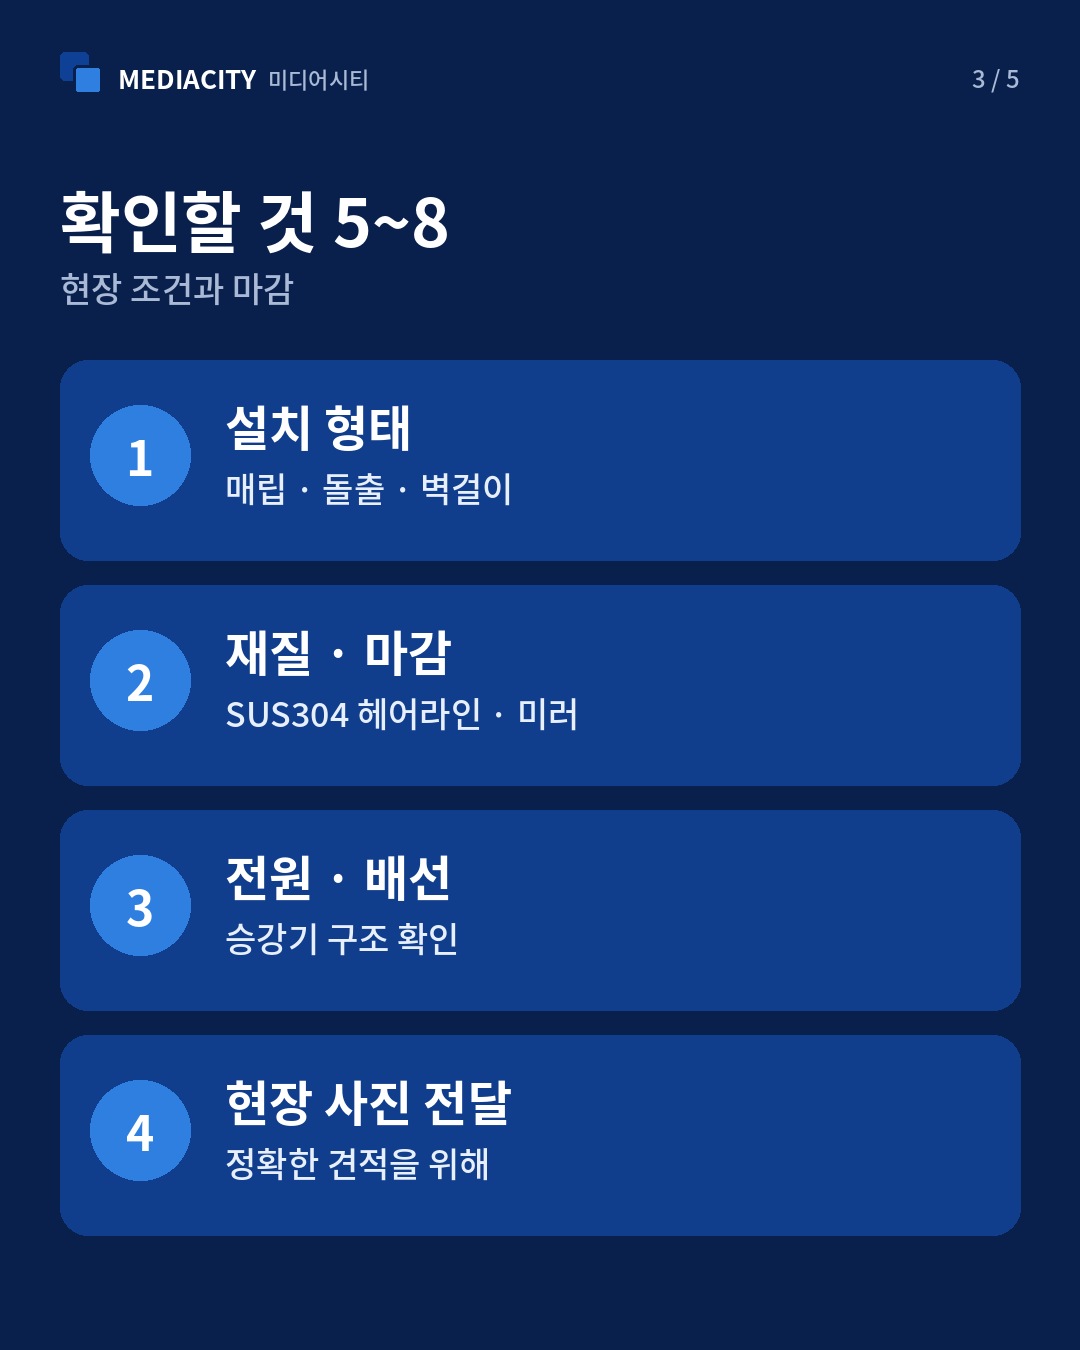 MEDIACITY 미디어시티
3 / 5
확인할 것 5~8
현장 조건과 마감
1
설치 형태
매립 · 돌출 · 벽걸이
2
재질 · 마감
SUS304 헤어라인 · 미러
3
전원 · 배선
승강기 구조 확인
4
현장 사진 전달
정확한 견적을 위해